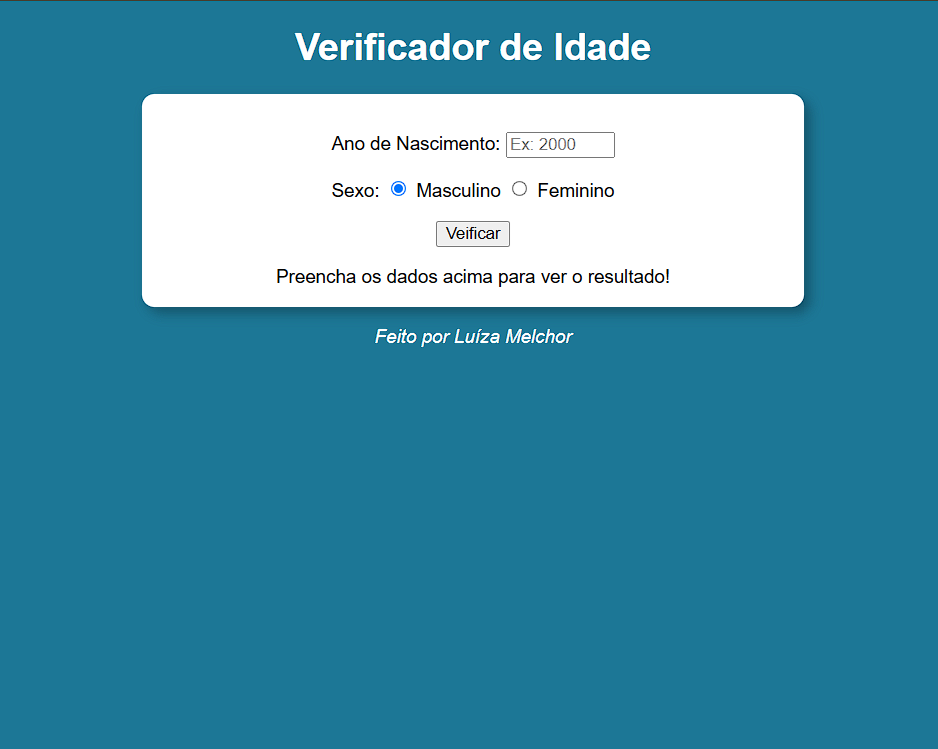 Verificador de Idade
Ano de Nascimento: Ex: 2000
Sexo: Masculino Feminino
Veificar
Preencha os dados acima para ver o resultado!
Feito por Luíza Melchor